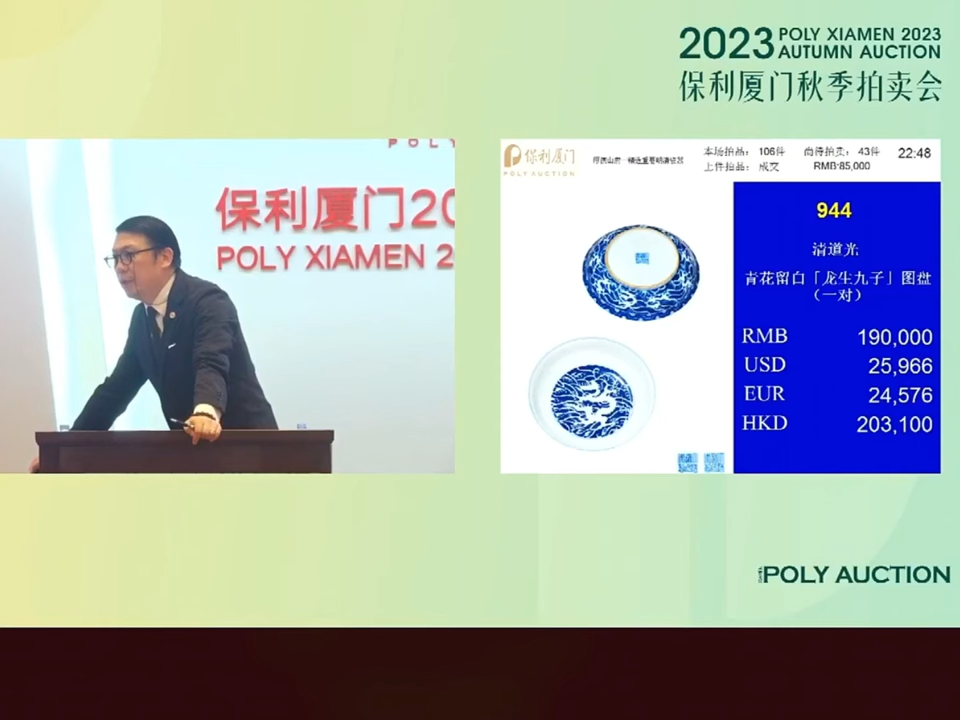 2023 POLY XIAMEN 2023
AUTUMN AUCTION
保利厦门秋季拍卖会
POLY
保利厦门20
POLY XIAMEN 2
保利厦门
POLY AUCTION
本场拍品： 106件 尚待拍卖： 43件 22:48
上件拍品： 成交 RMB:85,000
944
清道光
青花留白「龙生九子」图盘
（一对）
RMB 190,000
USD 25,966
EUR 24,576
HKD 203,100
POLY AUCTION